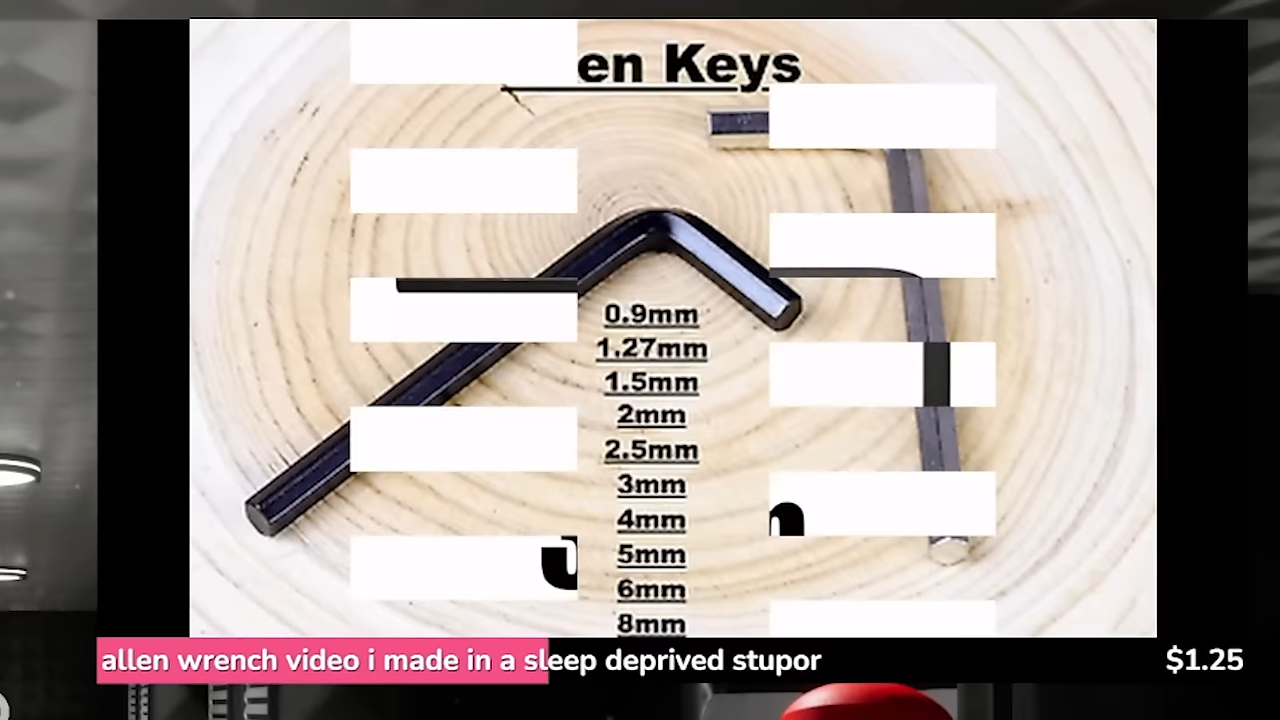 en Keys
0.9mm
1.27mm
1.5mm
2mm
2.5mm
3mm
4mm
5mm
6mm
8mm
allen wrench video i made in a sleep deprived stupor
$1.25